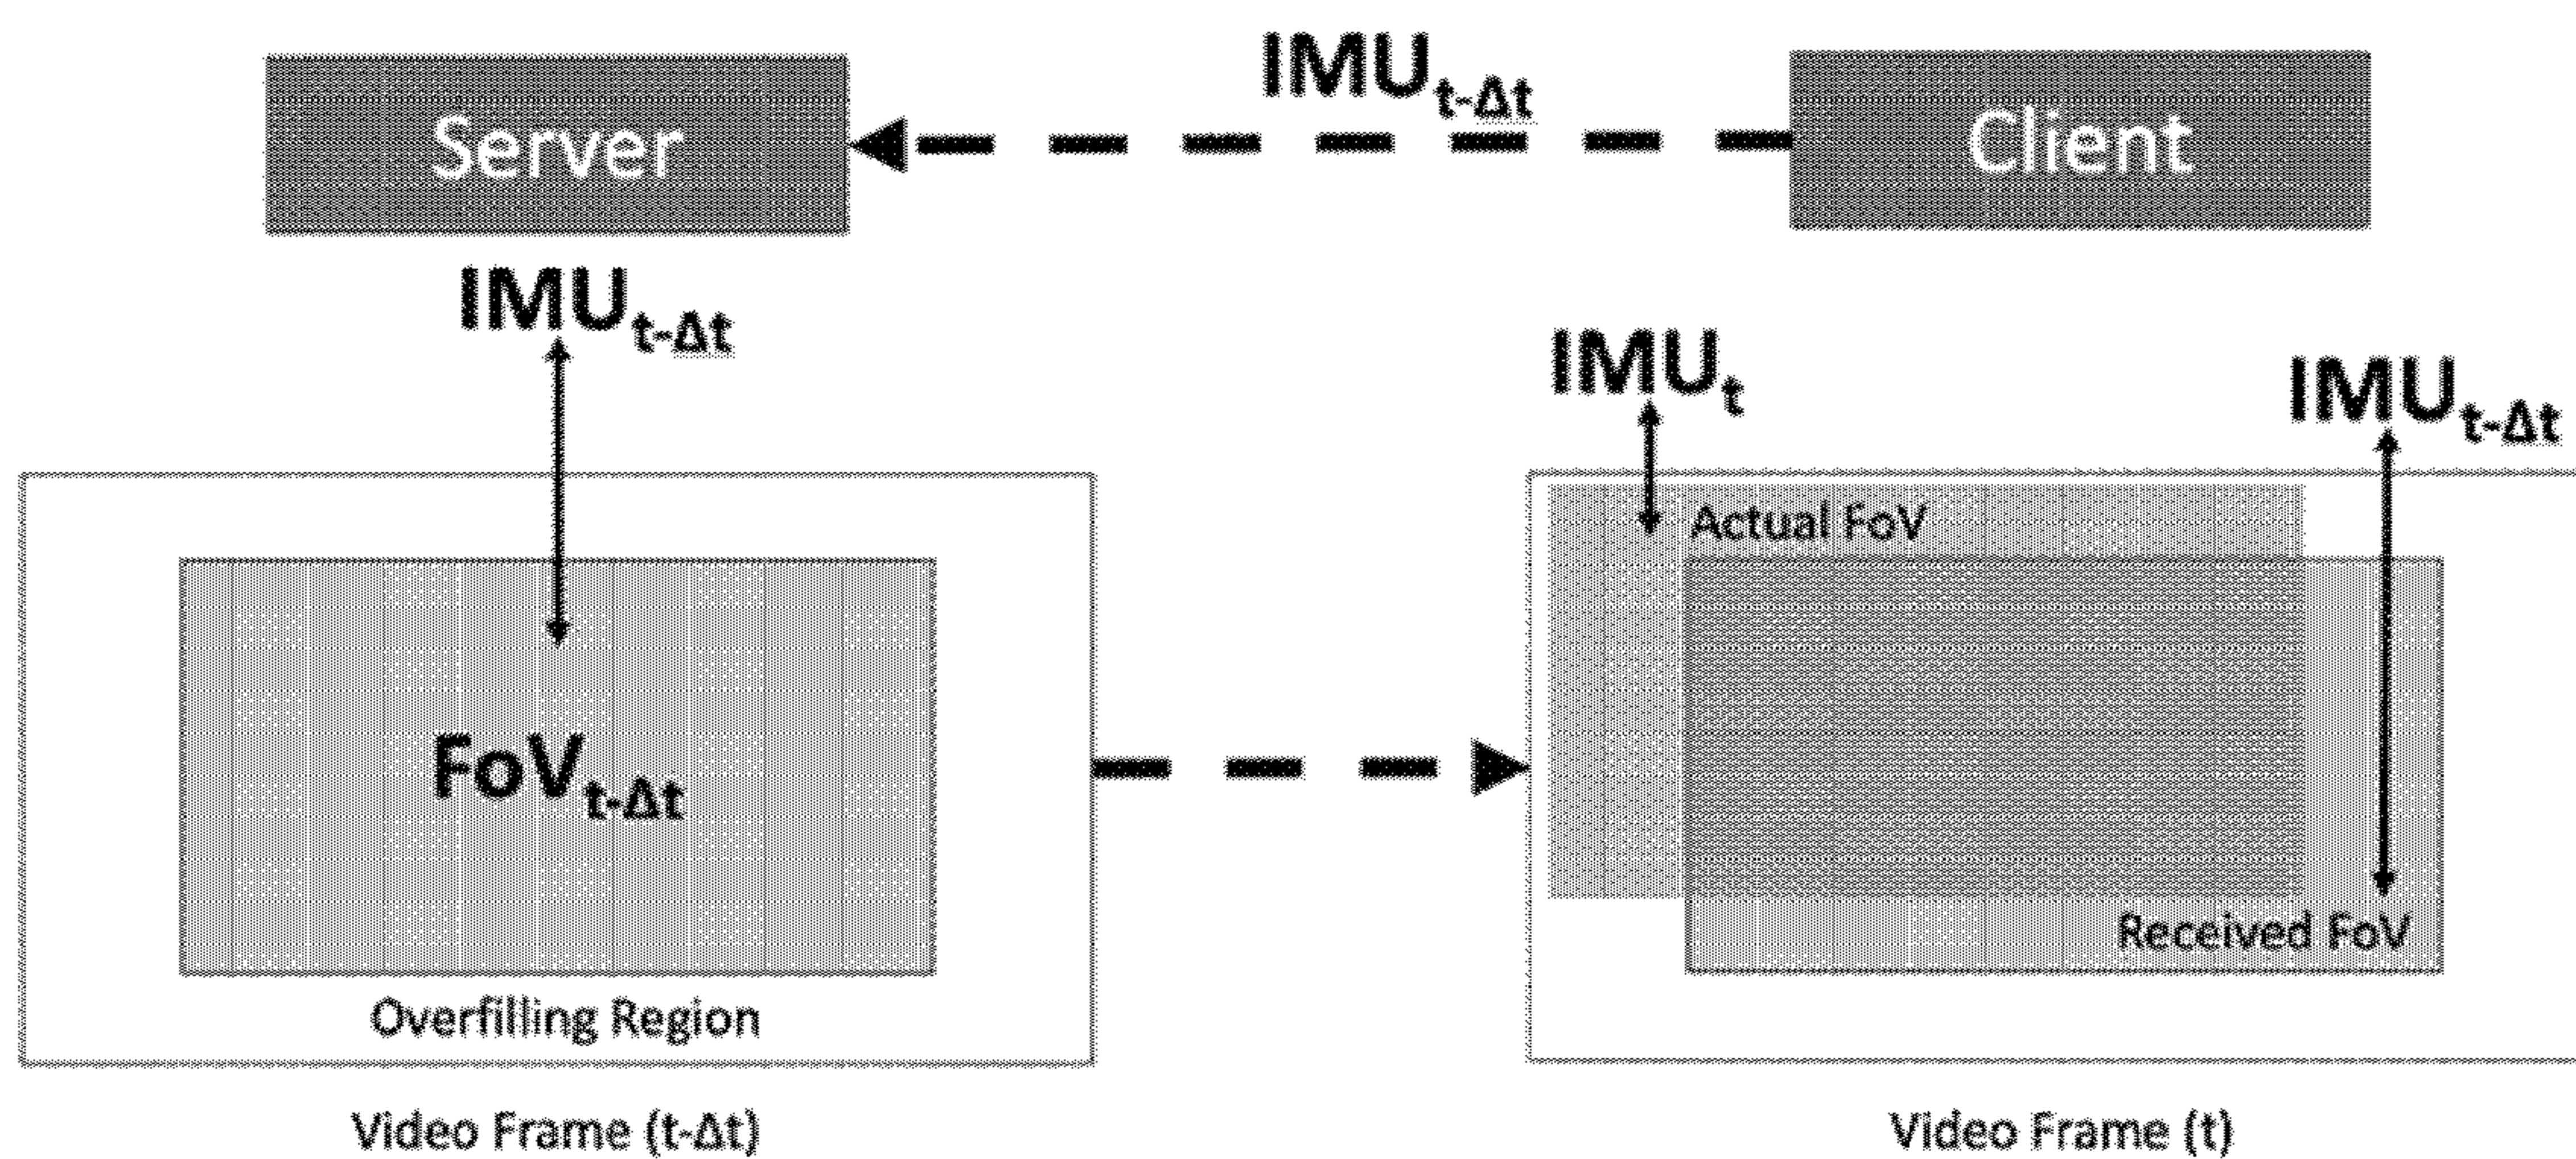 IMUt-Δt
Server
Client
IMUt-Δt
IMUt
IMUt-Δt
Actual FoV
FoVt-Δt
Received FoV
Overfilling Region
Video Frame (t-Δt)
Video Frame (t)